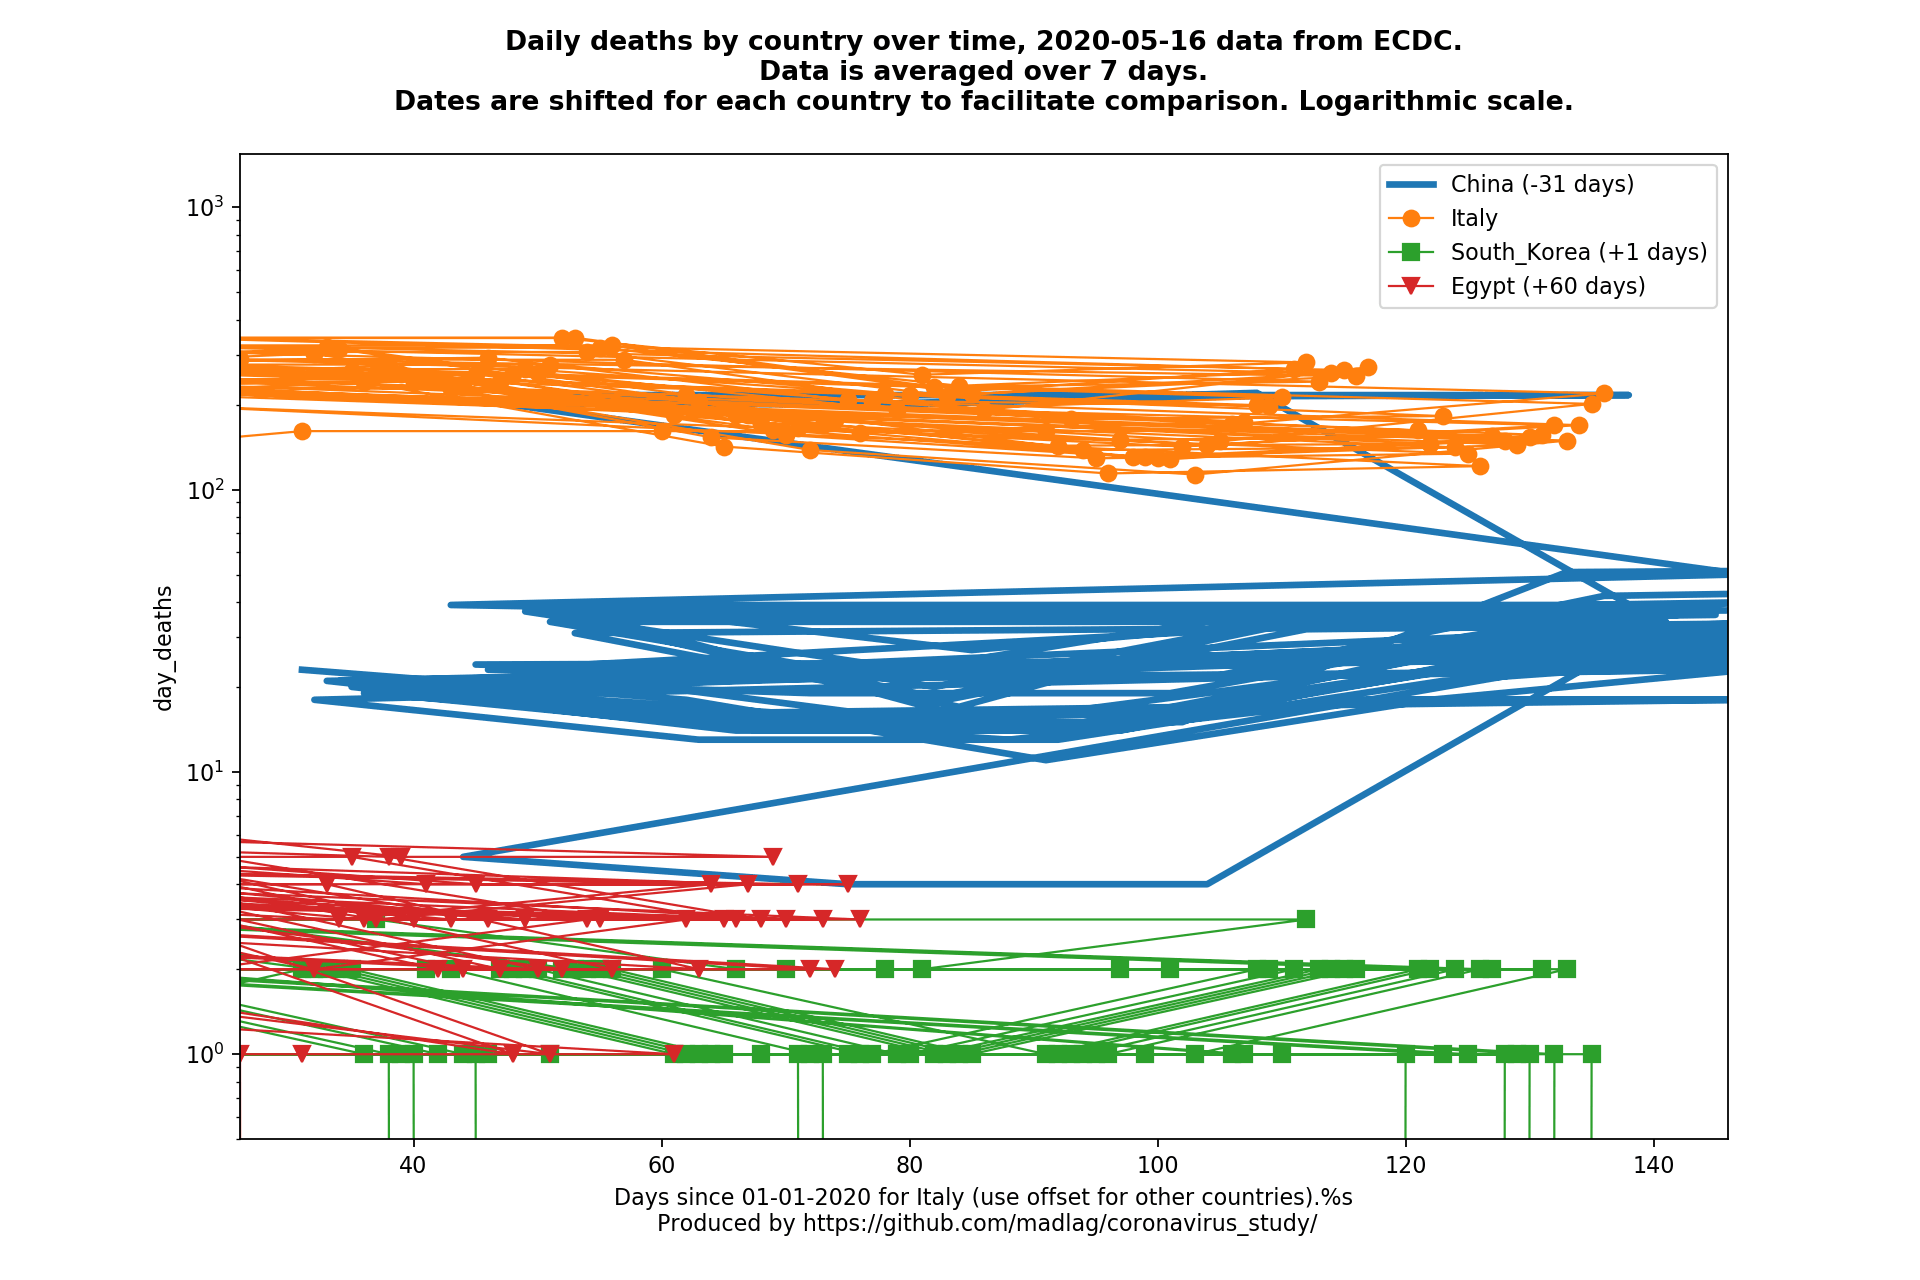 Daily deaths by country over time, 2020-05-16 data from ECDC.
Data is averaged over 7 days.
Dates are shifted for each country to facilitate comparison. Logarithmic scale.
China (-31 days)
Italy
South_Korea (+1 days)
Egypt (+60 days)
day_deaths
10³
10²
10¹
10⁰
40 60 80 100 120 140
Days since 01-01-2020 for Italy (use offset for other countries).%s
Produced by https://github.com/madlag/coronavirus_study/